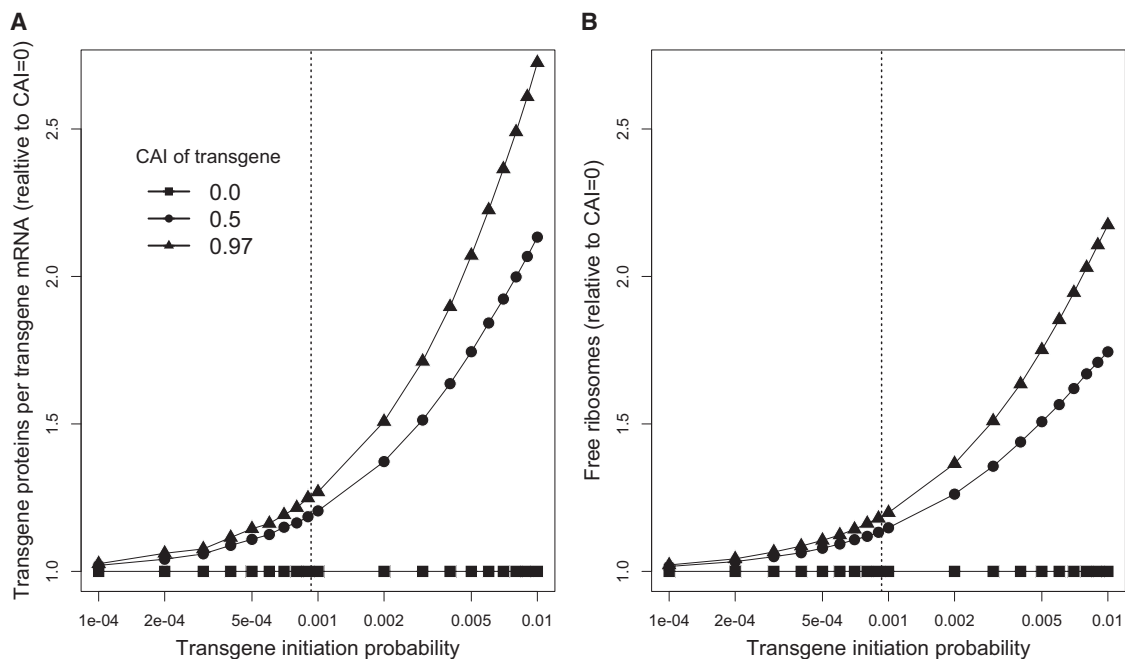 A
Transgene proteins per transgene mRNA (realtive to CAI=0)
2.5
2.0
1.5
1.0
CAI of transgene
0.0
0.5
0.97
1e-04 2e-04 5e-04 0.001 0.002 0.005 0.01
Transgene initiation probability
B
Free ribosomes (relative to CAI=0)
2.5
2.0
1.5
1.0
1e-04 2e-04 5e-04 0.001 0.002 0.005 0.01
Transgene initiation probability